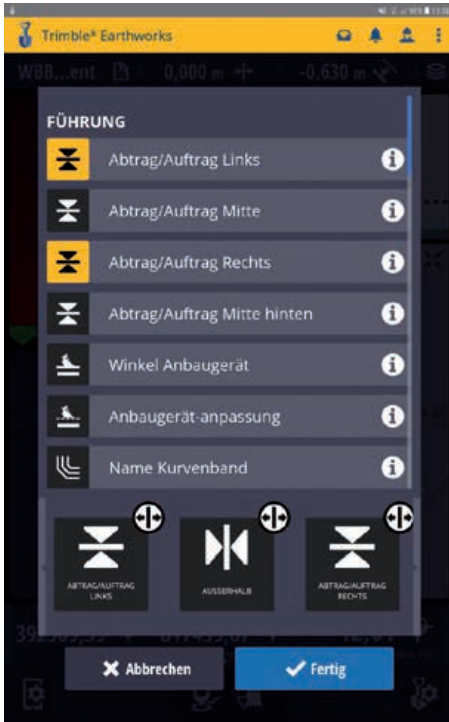 Trimble* Earthworks
WBB...ent 0,000 m -0,630 m
FÜHRUNG
Abtrag/Auftrag Links
Abtrag/Auftrag Mitte
Abtrag/Auftrag Rechts
Abtrag/Auftrag Mitte hinten
Winkel Anbaugerät
Anbaugerät-anpassung
Name Kurvenband
ABTRAG/AUFTRAG
LINKS
AUSSERHALB
ABTRAG/AUFTRAG
RECHTS
Abbrechen
Fertig